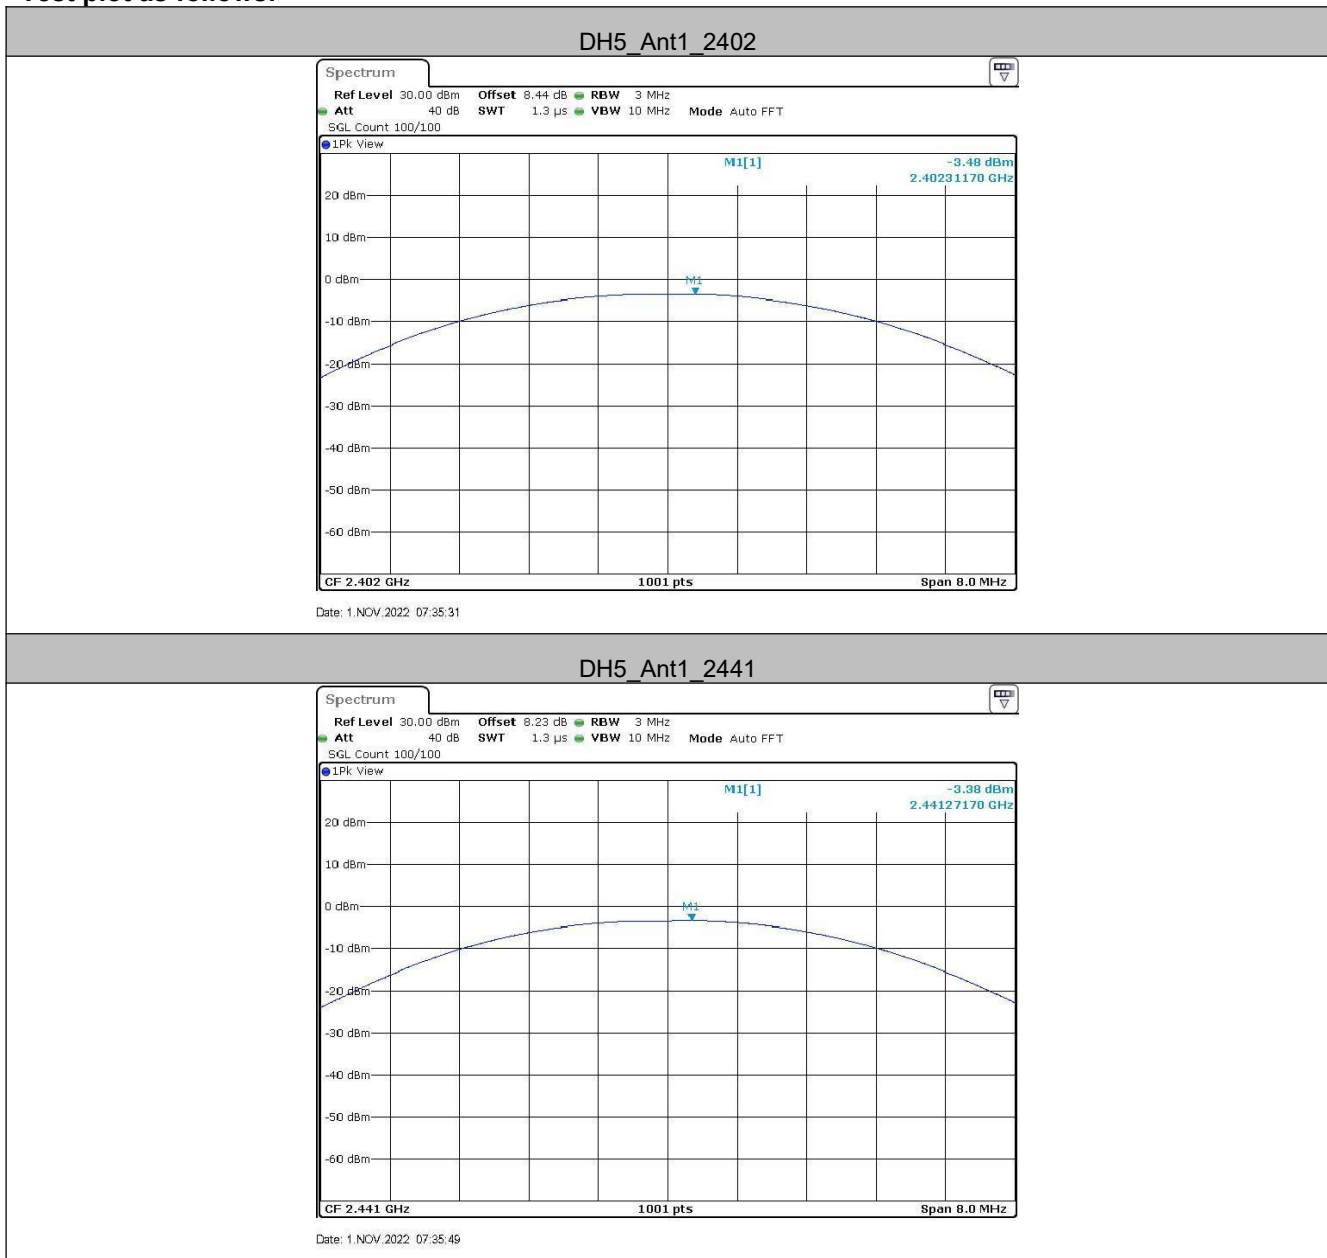 Test plot as follows:
DH5_Ant1_2402
Spectrum
Ref Level 30.00 dBm Offset 8.44 dB RBW 3 MHz
Att 40 dB SWT 1.3 µs VBW 10 MHz Mode Auto FFT
SGL Count 100/100
1Pk View
M1[1] -3.48 dBm
2.40231170 GHz
20 dBm
10 dBm
0 dBm
M1
-10 dBm
-20 dBm
-30 dBm
-40 dBm
-50 dBm
-60 dBm
CF 2.402 GHz 1001 pts Span 8.0 MHz
Date: 1.NOV.2022 07:35:31
DH5_Ant1_2441
Spectrum
Ref Level 30.00 dBm Offset 8.23 dB RBW 3 MHz
Att 40 dB SWT 1.3 µs VBW 10 MHz Mode Auto FFT
SGL Count 100/100
1Pk View
M1[1] -3.38 dBm
2.44127170 GHz
20 dBm
10 dBm
0 dBm
M1
-10 dBm
-20 dBm
-30 dBm
-40 dBm
-50 dBm
-60 dBm
CF 2.441 GHz 1001 pts Span 8.0 MHz
Date: 1.NOV.2022 07:35:49